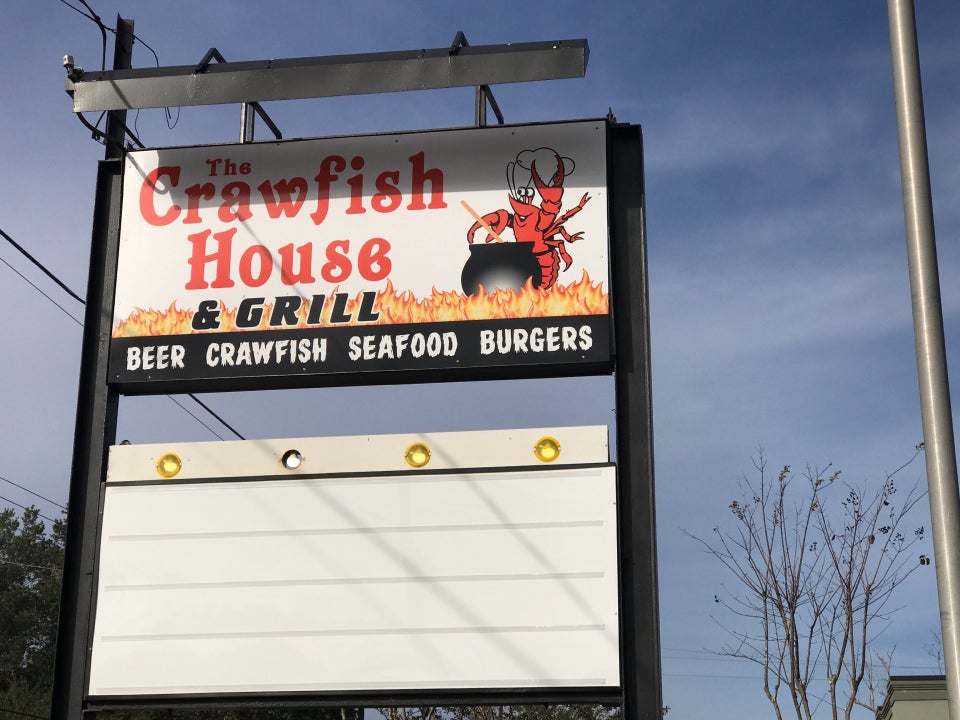 The
Crawfish
House
& GRILL
BEER CRAWFISH SEAFOOD BURGERS